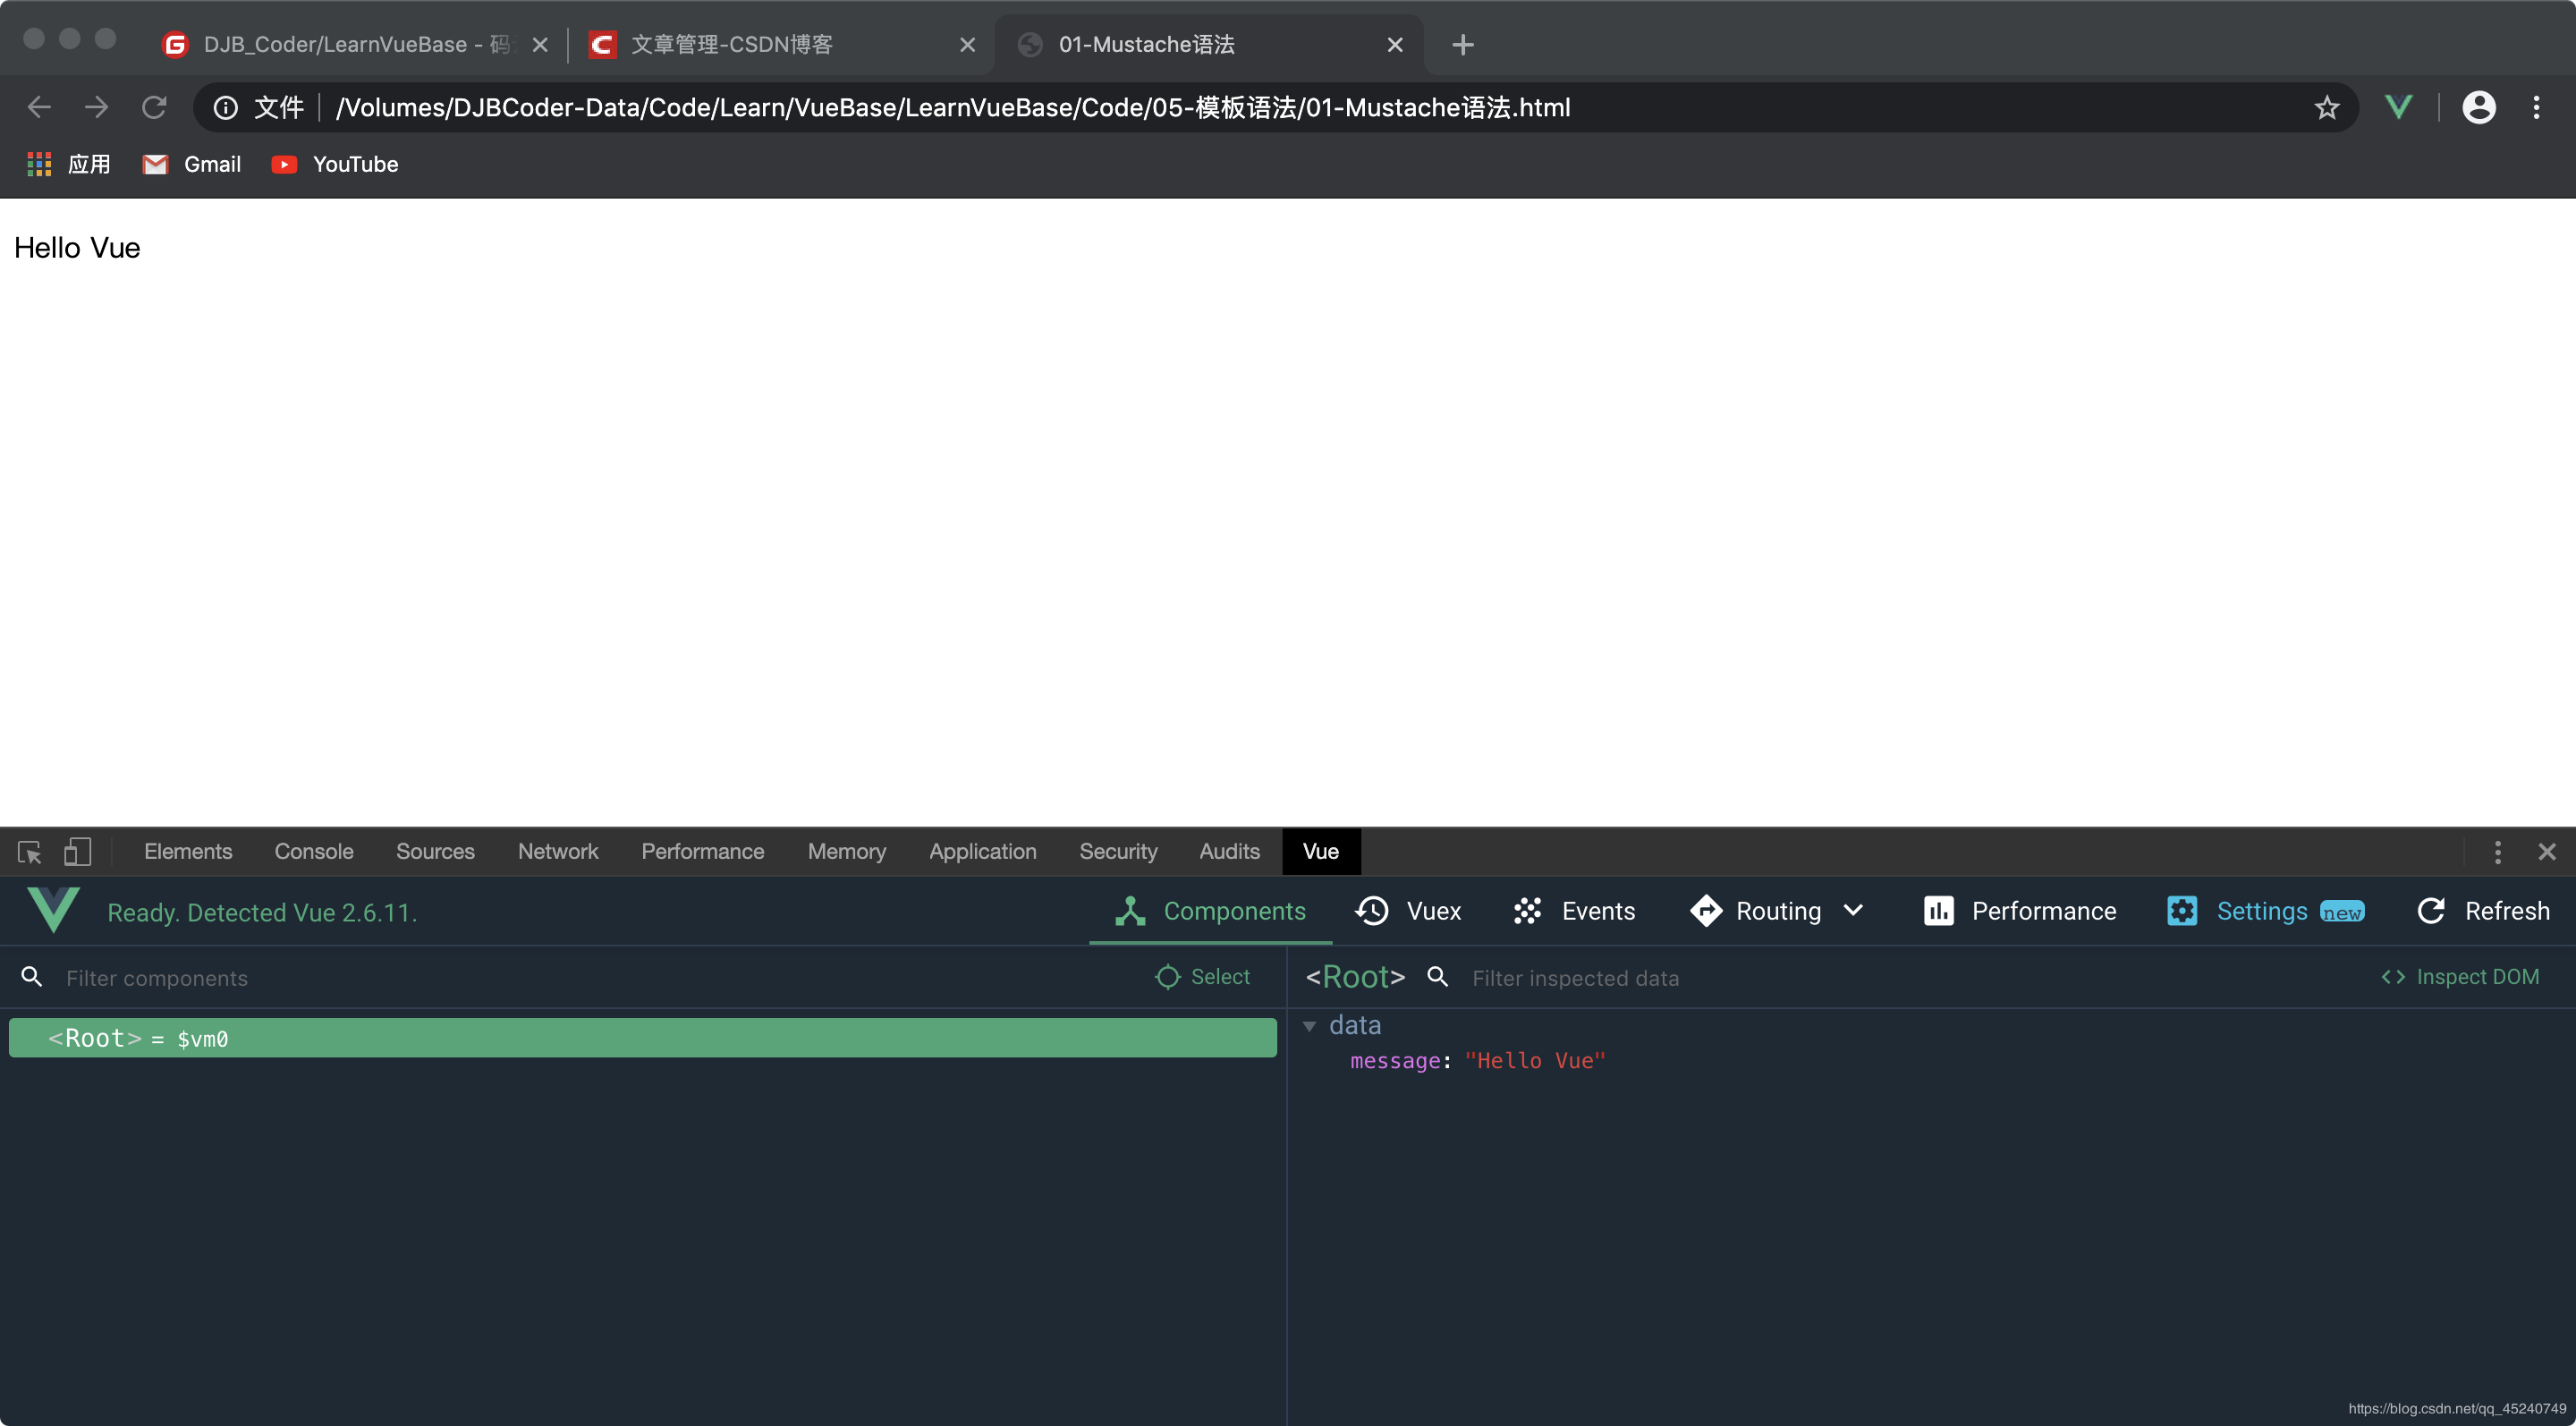 DJB_Coder/LearnVueBase - 码 文章管理-CSDN博客 01-Mustache语法
文件 /Volumes/DJBCoder-Data/Code/Learn/VueBase/LearnVueBase/Code/05-模板语法/01-Mustache语法.html
应用 Gmail YouTube
Hello Vue
Elements Console Sources Network Performance Memory Application Security Audits Vue
Ready. Detected Vue 2.6.11. Components Vuex Events Routing Performance Settings new Refresh
Filter components Select <Root> Filter inspected data Inspect DOM
<Root> = $vm0 data
message: "Hello Vue"
https://blog.csdn.net/qq_45240749